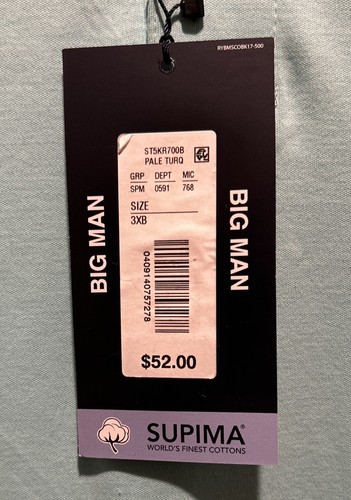 RYBMSCOBK17-500
ST5KR700B
PALE TURQ
GRP DEPT MIC
SPM 0591 768
SIZE
3XB
BIG MAN
BIG MAN
0409140757278
$52.00
SUPIMA®
WORLD'S FINEST COTTONS